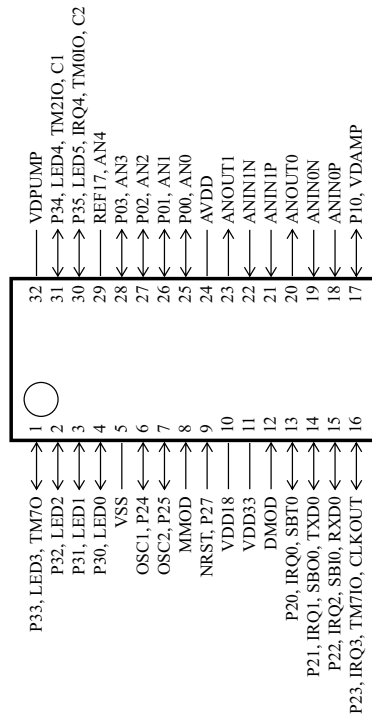 P33, LED3, TM7O 1 32 VDPUMP
P32, LED2 2 31 P34, LED4, TM2IO, C1
P31, LED1 3 30 P35, LED5, IRQ4, TM0IO, C2
P30, LED0 4 29 REF17, AN4
VSS 5 28 P03, AN3
OSC1, P24 6 27 P02, AN2
OSC2, P25 7 26 P01, AN1
MMOD 8 25 P00, AN0
NRST, P27 9 24 AVDD
VDD18 10 23 ANOUT1
VDD33 11 22 ANIN1N
DMOD 12 21 ANIN1P
P20, IRQ0, SBT0 13 20 ANOUT0
P21, IRQ1, SBO0, TXD0 14 19 ANIN0N
P22, IRQ2, SBI0, RXD0 15 18 ANIN0P
P23, IRQ3, TM7IO, CLKOUT 16 17 P10, VDAMP